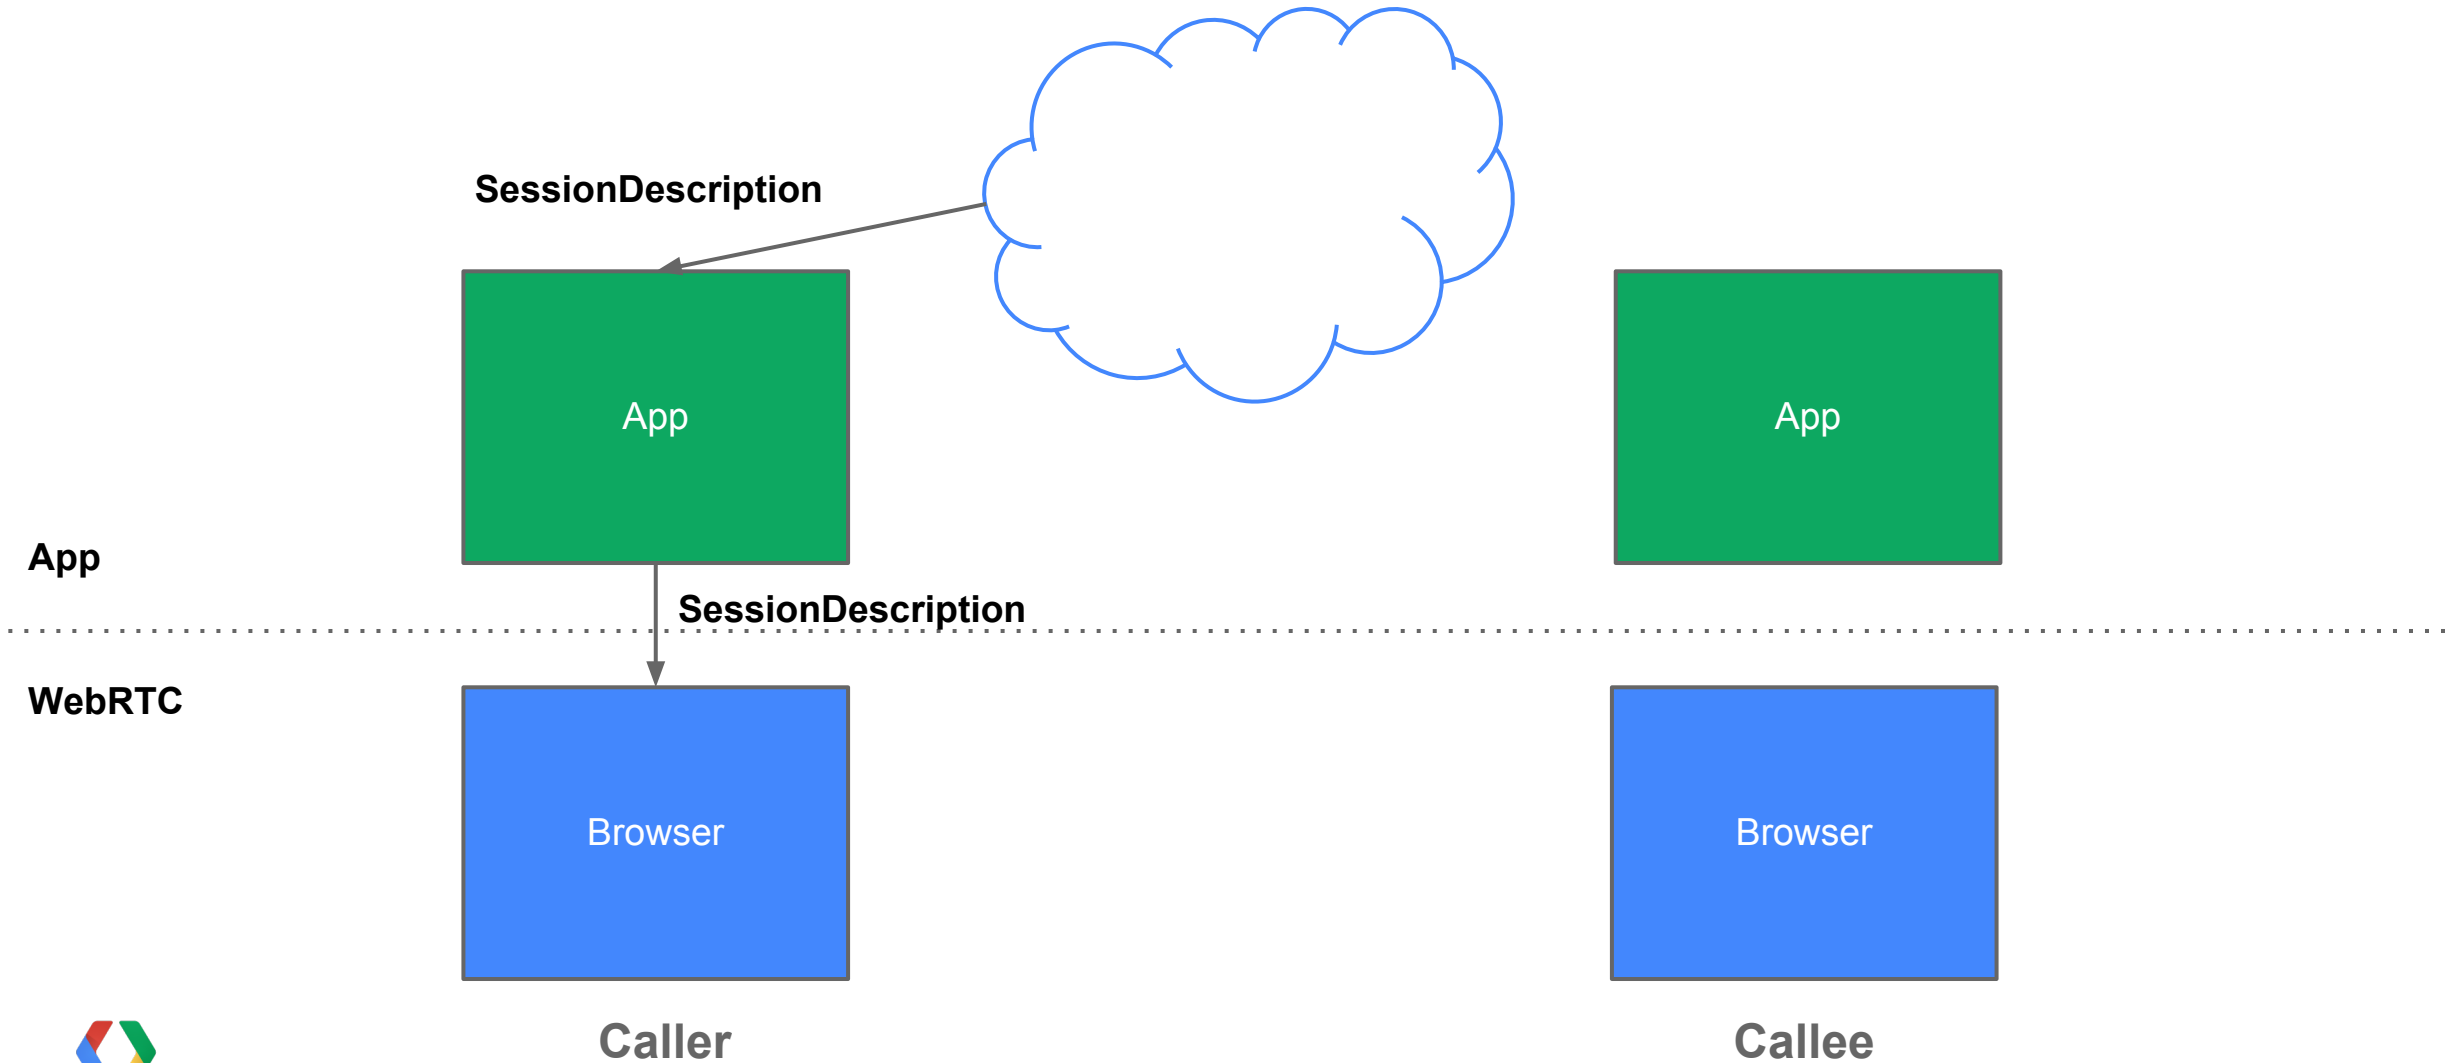 SessionDescription
App
App
App
SessionDescription
WebRTC
Browser
Browser
Caller
Callee